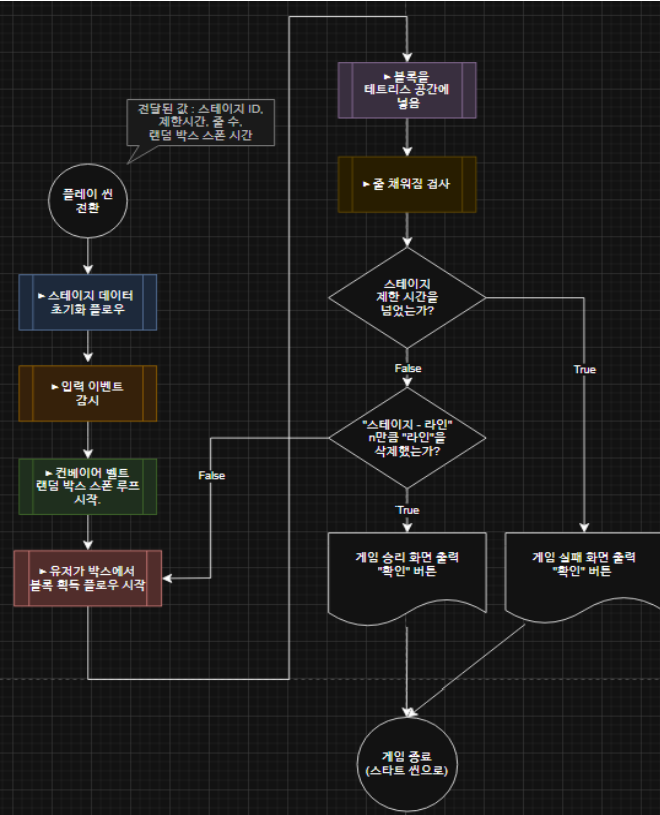 전달된 값 : 스테이지 ID,
제한시간, 줄 수,
랜덤 박스 스폰 시간
플레이 씬
전환
► 스테이지 데이터
초기화 플로우
► 입력 이벤트
감시
► 컨베이어 벨트
랜덤 박스 스폰 루프
시작.
► 유저가 박스에서
블록 획득 플로우 시작
► 블록을
테트리스 공간에
넣음
► 줄 채워짐 검사
스테이지
제한 시간을
넘었는가?
False
True
"스테이지 - 라인"
n만큼 "라인"을
삭제했는가?
False
True
게임 승리 화면 출력
"확인" 버튼
게임 실패 화면 출력
"확인" 버튼
게임 종료
(스타트 씬으로)